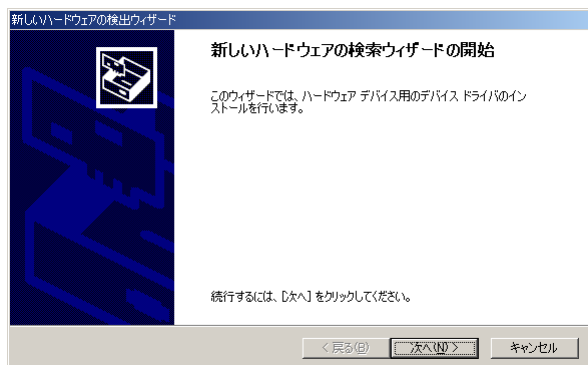 新しいハードウェアの検出ウィザード
新しいハードウェアの検索ウィザードの開始
このウィザードでは、ハードウェア デバイス用のデバイス ドライバのイン
ストールを行います。
続行するには、[次へ] をクリックしてください。
< 戻る(B)
次へ(N) >
キャンセル